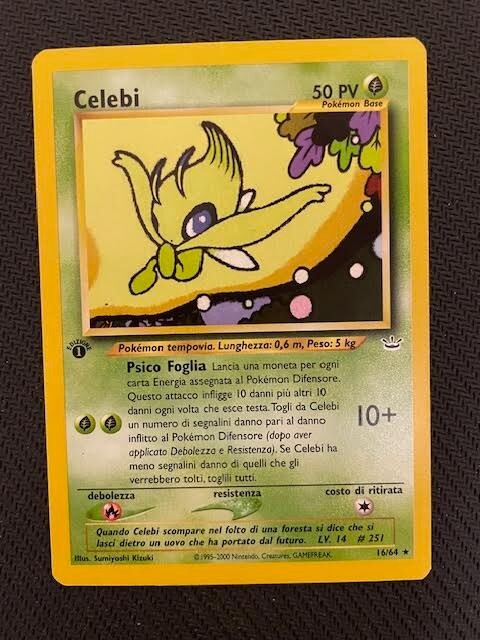 Celebi
50 PV
Pokémon Base
EDIZIONE
1
Pokémon tempovia. Lunghezza: 0,6 m, Peso: 5 kg
Psico Foglia Lancia una moneta per ogni
carta Energia assegnata al Pokémon Difensore.
Questo attacco infligge 10 danni più altri 10
danni ogni volta che esce testa. Togli da Celebi
un numero di segnalini danno pari al danno
inflitto al Pokémon Difensore (dopo aver
applicato Debolezza e Resistenza). Se Celebi ha
meno segnalini danno di quelli che gli
verrebbero tolti, toglili tutti.
10+
debolezza
resistenza
costo di ritirata
Quando Celebi scompare nel folto di una foresta si dice che si
lasci dietro un uovo che ha portato dal futuro. LV. 14 # 251
Illus. Sumiyoshi Kizuki
©1995-2000 Nintendo, Creatures, GAMEFREAK.
16/64 ★